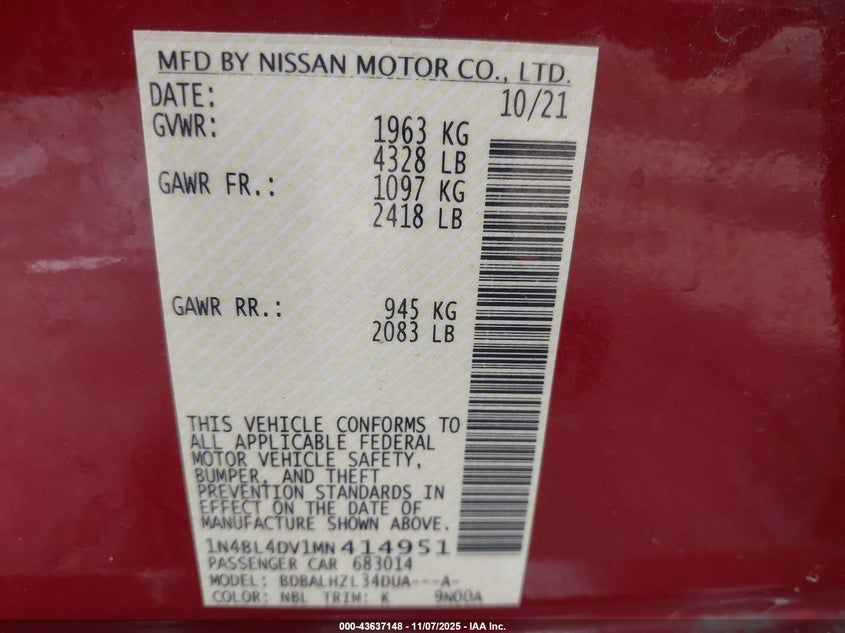 MFD BY NISSAN MOTOR CO., LTD.
DATE: 10/21
GVWR: 1963 KG
4328 LB
GAWR FR.: 1097 KG
2418 LB
GAWR RR.: 945 KG
2083 LB
THIS VEHICLE CONFORMS TO
ALL APPLICABLE FEDERAL
MOTOR VEHICLE SAFETY,
BUMPER, AND THEFT
PREVENTION STANDARDS IN
EFFECT ON THE DATE OF
MANUFACTURE SHOWN ABOVE.
1N4BL4DV1MN414951
PASSENGER CAR 683014
MODEL: BDBALHZL34DUA---A-
COLOR: NBL TRIM: K 9N00A
000-43637148 - 11/07/2025 - IAA Inc.